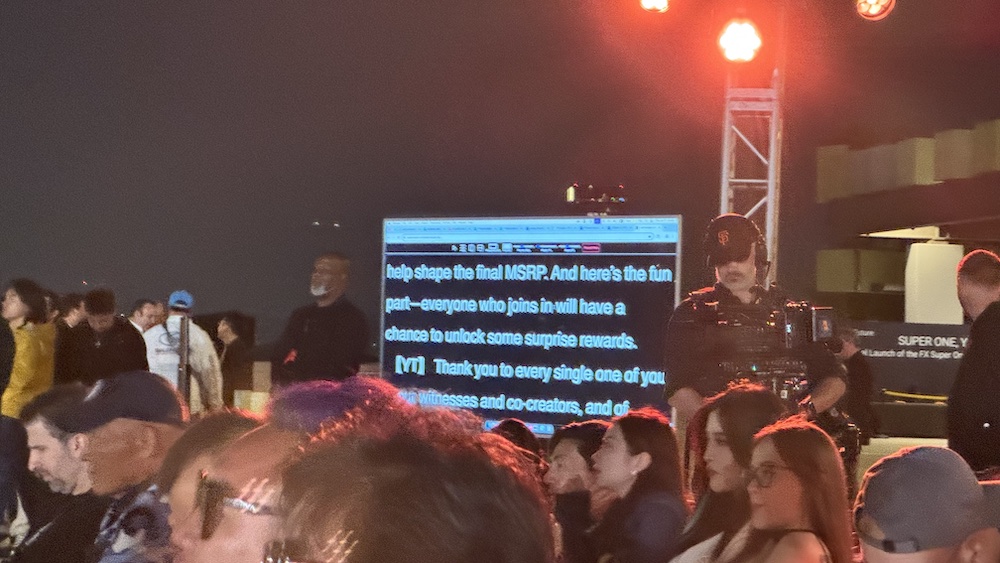 help shape the final MSRP. And here's the fun
part—everyone who joins in will have a
chance to unlock some surprise rewards.
[YT] Thank you to every single one of you
witnesses and co-creators, and of
SF
SUPER ONE, Y
l Launch of the FX Super On